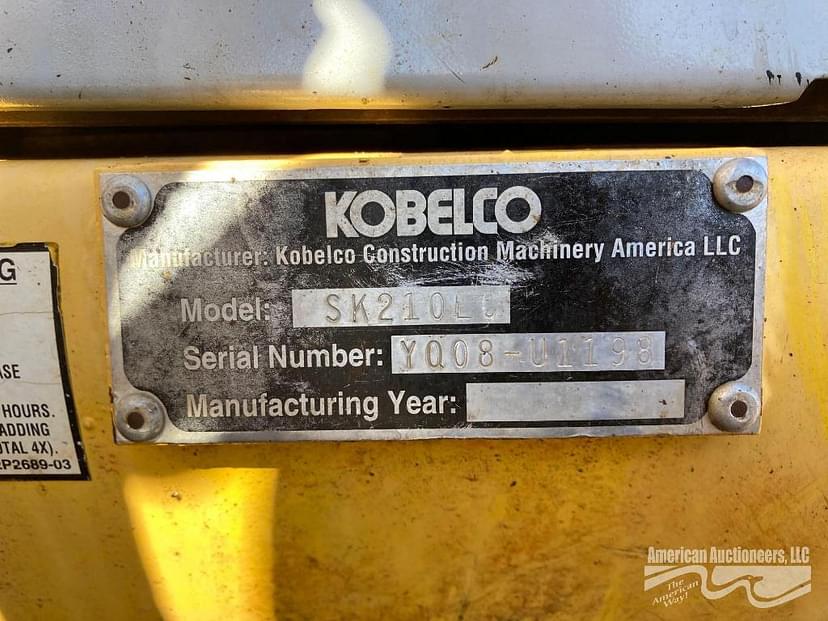 KOBELCO
Manufacturer: Kobelco Construction Machinery America LLC
Model: SK210LC
Serial Number: YQ08-U1198
Manufacturing Year:
G
ASE
HOURS.
ADDING
OTAL 4X).
P2689-03
American Auctioneers, LLC
The
American
Way!